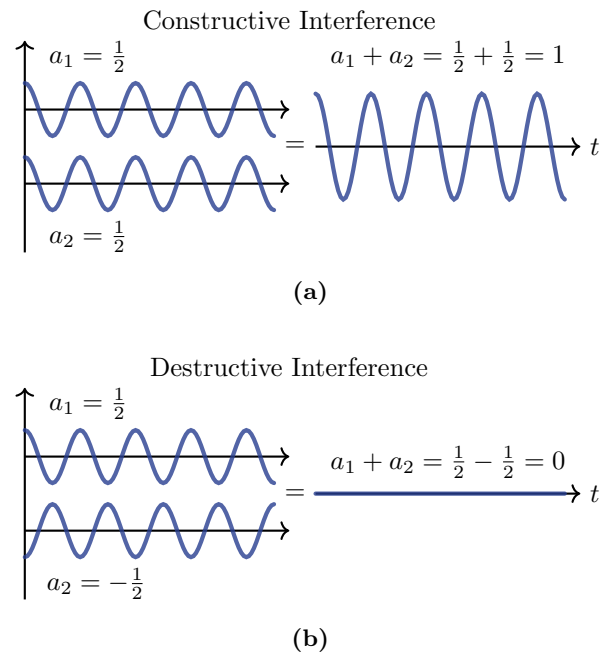 Constructive Interference
a₁ = 1/2
a₁ + a₂ = 1/2 + 1/2 = 1
=
t
a₂ = 1/2
(a)
Destructive Interference
a₁ = 1/2
a₁ + a₂ = 1/2 − 1/2 = 0
=
t
a₂ = −1/2
(b)